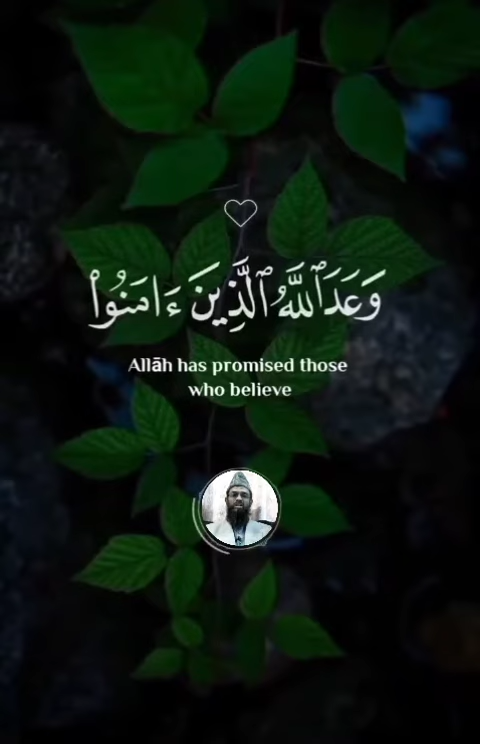 وَعَدَ ٱللَّهُ ٱلَّذِينَ ءَامَنُوا۟
Allāh has promised those
who believe